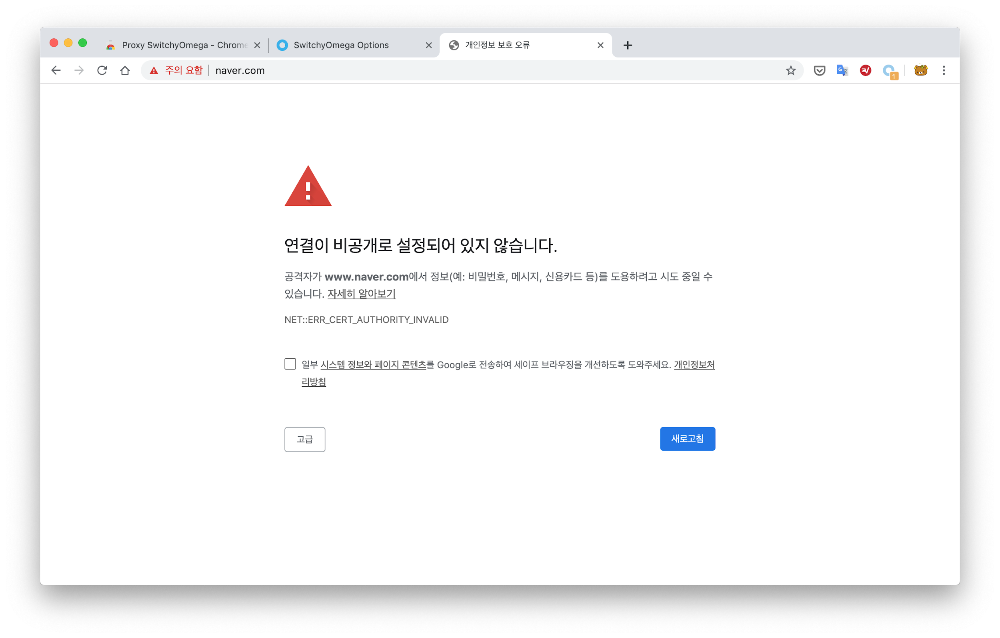 Proxy SwitchyOmega - Chrome
SwitchyOmega Options
개인정보 보호 오류
주의 요함
naver.com
1
연결이 비공개로 설정되어 있지 않습니다.
공격자가 www.naver.com에서 정보(예: 비밀번호, 메시지, 신용카드 등)를 도용하려고 시도 중일 수
있습니다. 자세히 알아보기
NET::ERR_CERT_AUTHORITY_INVALID
일부 시스템 정보와 페이지 콘텐츠를 Google로 전송하여 세이프 브라우징을 개선하도록 도와주세요. 개인정보처
리방침
고급
새로고침